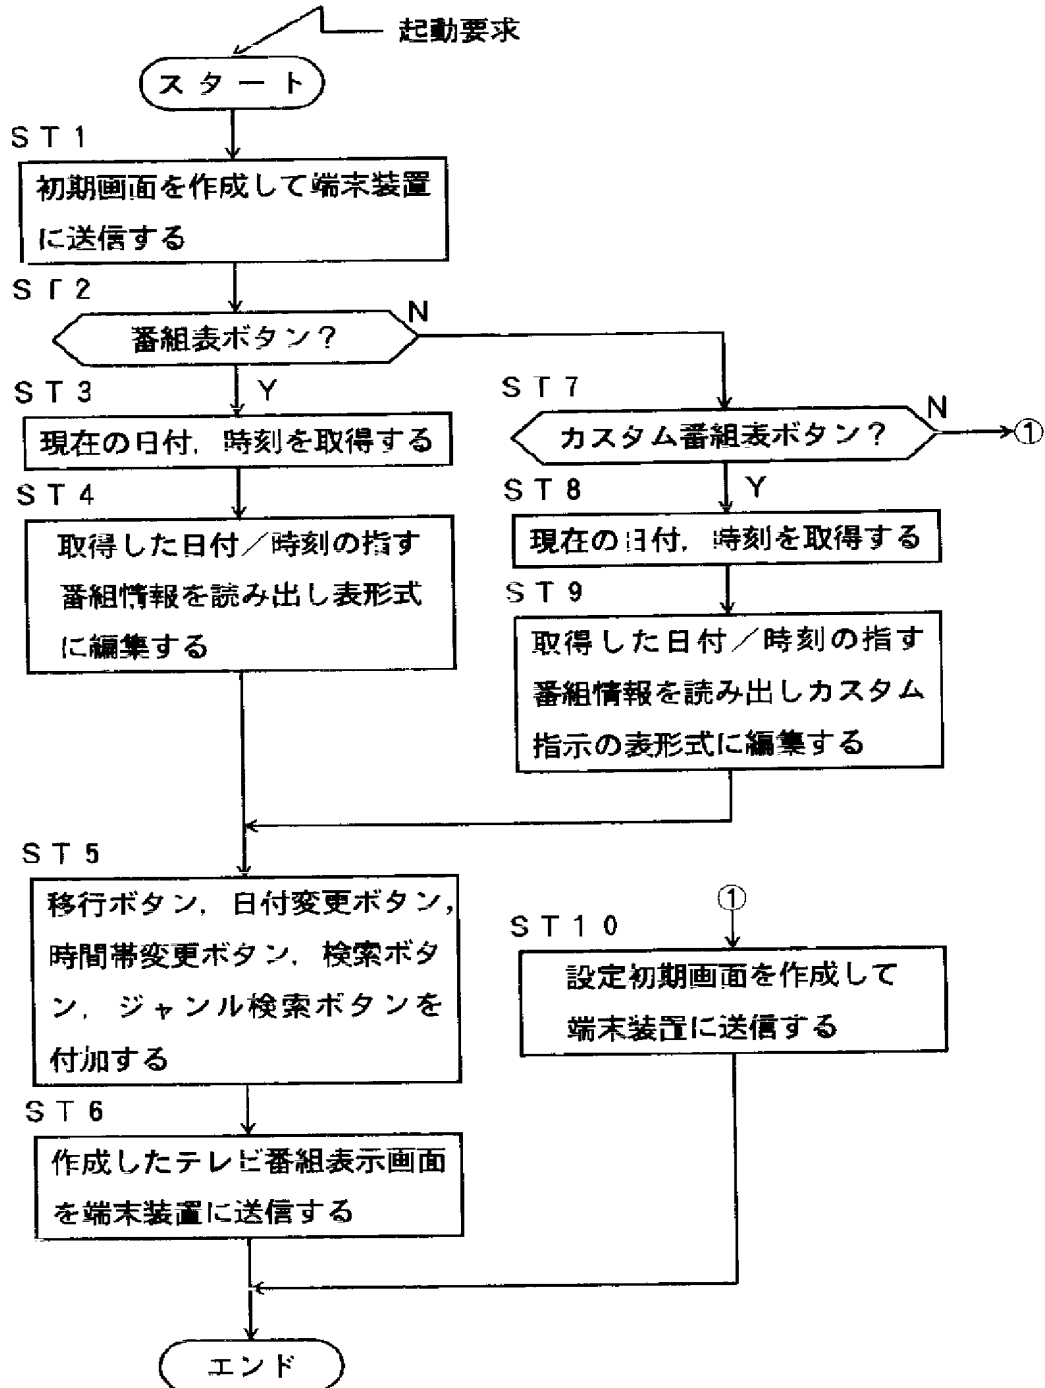 起動要求
スタート
ST1
初期画面を作成して端末装置
に送信する
ST2
番組表ボタン?
N
Y
ST3
現在の日付,時刻を取得する
ST4
取得した日付/時刻の指す
番組情報を読み出し表形式
に編集する
ST7
カスタム番組表ボタン?
N
①
Y
ST8
現在の日付,時刻を取得する
ST9
取得した日付/時刻の指す
番組情報を読み出しカスタム
指示の表形式に編集する
ST5
移行ボタン,日付変更ボタン,
時間帯変更ボタン,検索ボタ
ン,ジャンル検索ボタンを
付加する
ST6
作成したテレビ番組表示画面
を端末装置に送信する
①
ST10
設定初期画面を作成して
端末装置に送信する
エンド